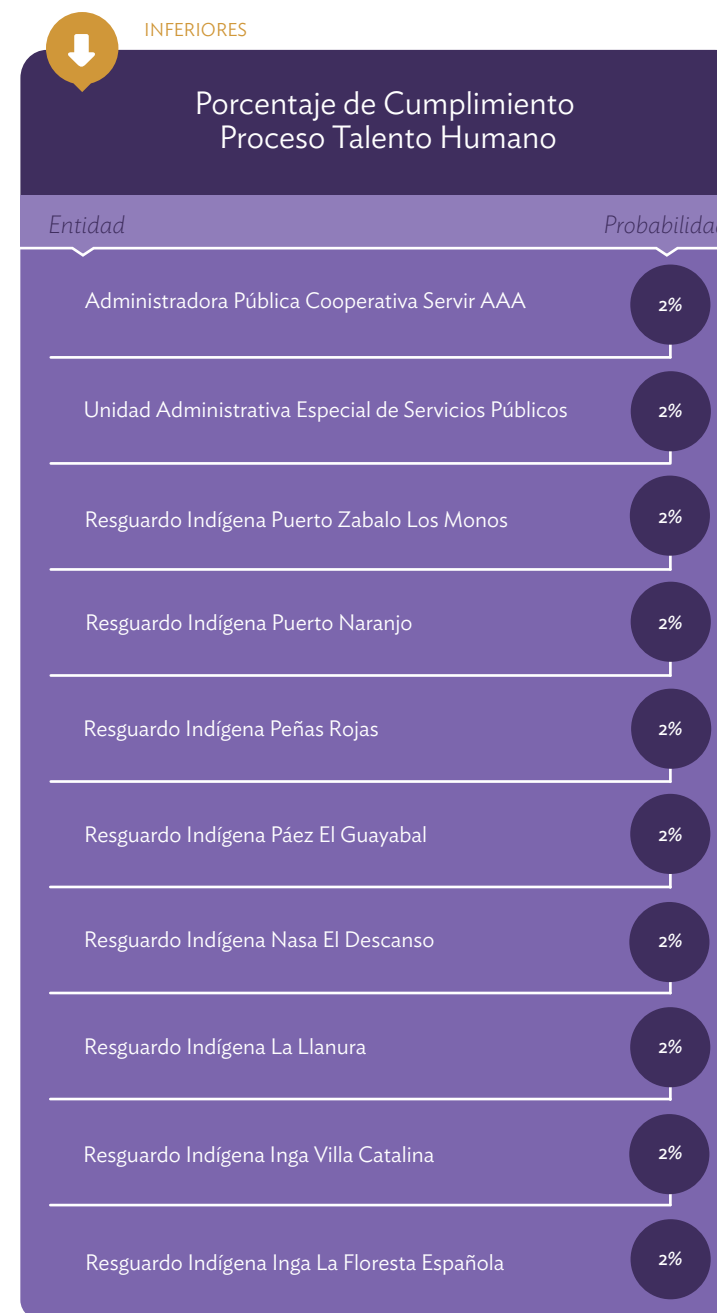 INFERIORES
Porcentaje de Cumplimiento
Proceso Talento Humano
Entidad Probabilidad
Administradora Pública Cooperativa Servir AAA 2%
Unidad Administrativa Especial de Servicios Públicos 2%
Resguardo Indígena Puerto Zabalo Los Monos 2%
Resguardo Indígena Puerto Naranjo 2%
Resguardo Indígena Peñas Rojas 2%
Resguardo Indígena Páez El Guayabal 2%
Resguardo Indígena Nasa El Descanso 2%
Resguardo Indígena La Llanura 2%
Resguardo Indígena Inga Villa Catalina 2%
Resguardo Indígena Inga La Floresta Española 2%